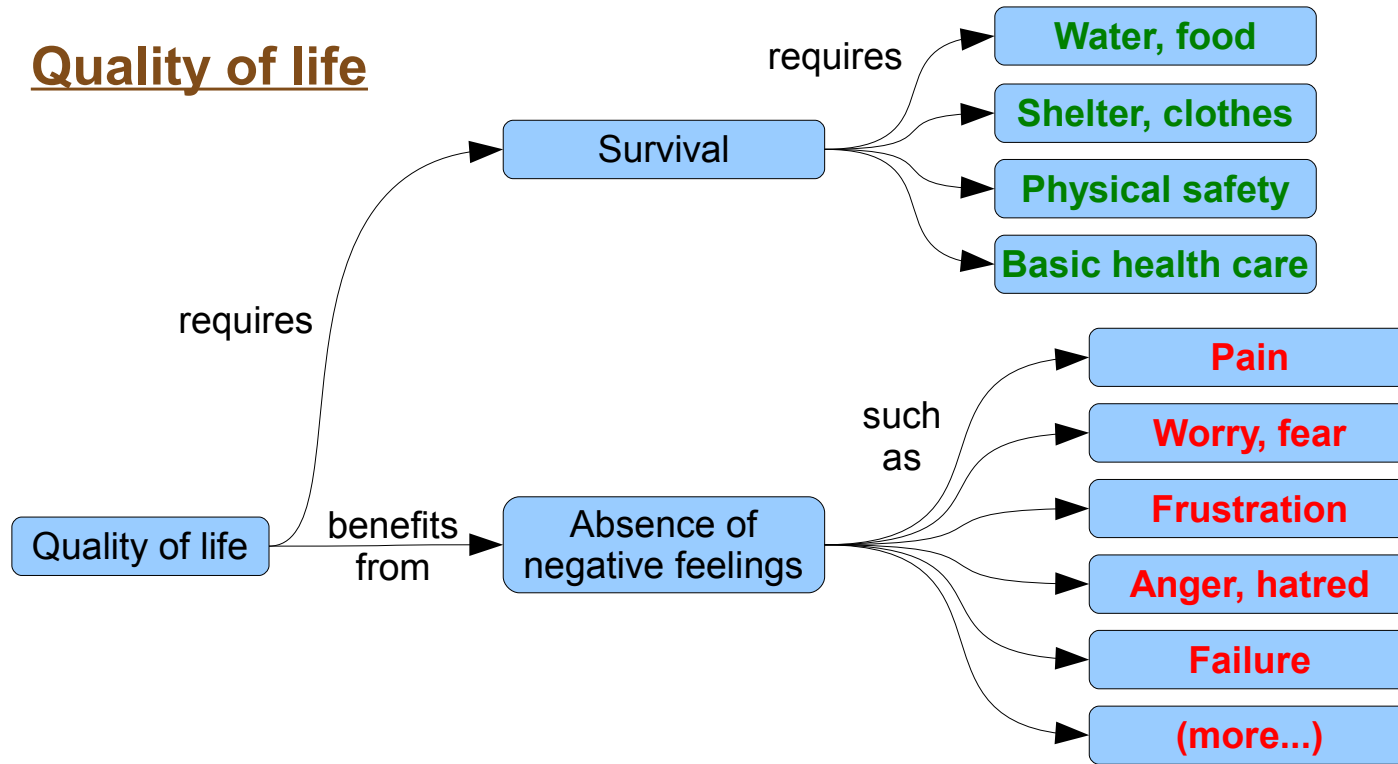 Quality of life
requires
Water, food
Shelter, clothes
Survival
Physical safety
Basic health care
requires
Pain
such
as
Worry, fear
Frustration
Quality of life
benefits
from
Absence of
negative feelings
Anger, hatred
Failure
(more...)